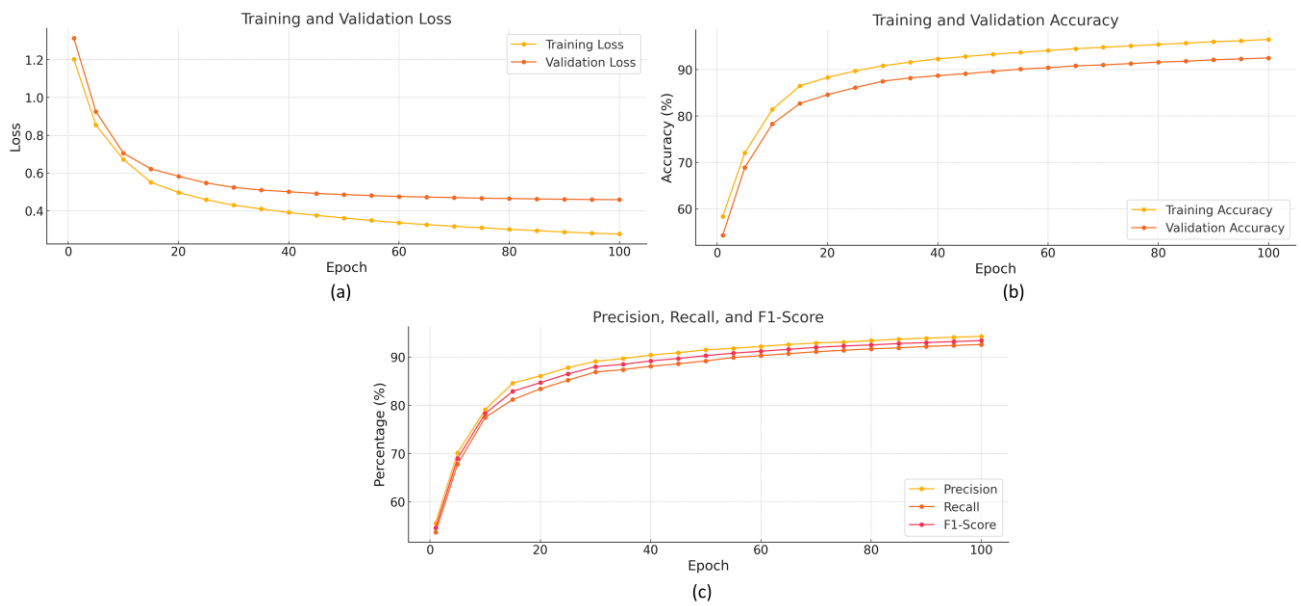 Training and Validation Loss
1.2
1.0
0.8
0.6
0.4
Loss
Training Loss
Validation Loss
0 20 40 60 80 100
Epoch
(a)
Training and Validation Accuracy
90
80
70
60
Accuracy (%)
Training Accuracy
Validation Accuracy
0 20 40 60 80 100
Epoch
(b)
Precision, Recall, and F1-Score
90
80
70
60
Percentage (%)
Precision
Recall
F1-Score
0 20 40 60 80 100
Epoch
(c)